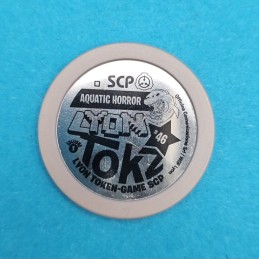 SCP
AQUATIC HORROR
LYON
*46
TOKZ
LYON TOKEN-GAME SCP